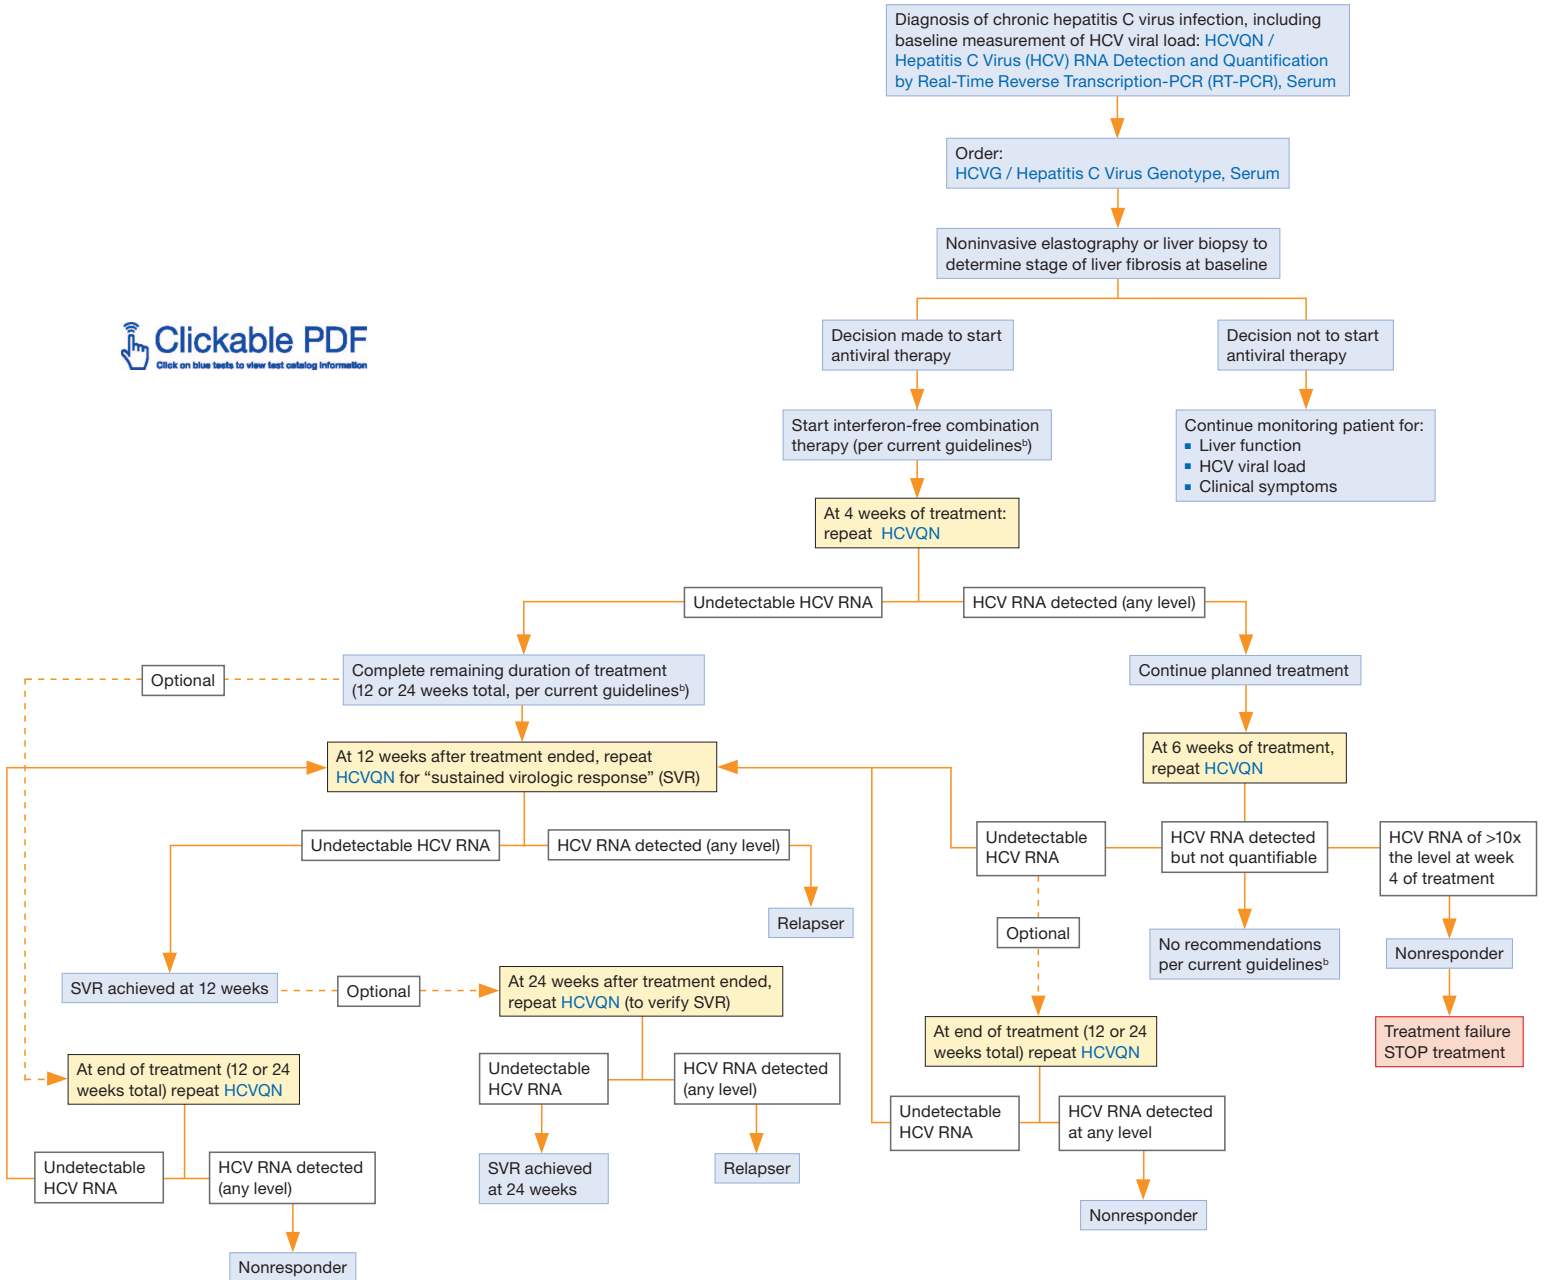 Diagnosis of chronic hepatitis C virus infection, including
baseline measurement of HCV viral load: HCVQN /
Hepatitis C Virus (HCV) RNA Detection and Quantification
by Real-Time Reverse Transcription-PCR (RT-PCR), Serum
Order:
HCVG / Hepatitis C Virus Genotype, Serum
Noninvasive elastography or liver biopsy to
determine stage of liver fibrosis at baseline
Clickable PDF
Click on blue tests to view test catalog information
Decision made to start
antiviral therapy
Decision not to start
antiviral therapy
Start interferon-free combination
therapy (per current guidelinesᵇ)
Continue monitoring patient for:
▪ Liver function
▪ HCV viral load
▪ Clinical symptoms
At 4 weeks of treatment:
repeat HCVQN
Undetectable HCV RNA
HCV RNA detected (any level)
Optional
Complete remaining duration of treatment
(12 or 24 weeks total, per current guidelinesᵇ)
Continue planned treatment
At 12 weeks after treatment ended, repeat
HCVQN for “sustained virologic response” (SVR)
At 6 weeks of treatment,
repeat HCVQN
Undetectable HCV RNA
HCV RNA detected (any level)
Undetectable
HCV RNA
HCV RNA detected
but not quantifiable
HCV RNA of >10x
the level at week
4 of treatment
Relapser
Optional
No recommendations
per current guidelinesᵇ
Nonresponder
SVR achieved at 12 weeks
Optional
At 24 weeks after treatment ended,
repeat HCVQN (to verify SVR)
At end of treatment (12 or 24
weeks total) repeat HCVQN
Treatment failure
STOP treatment
At end of treatment (12 or 24
weeks total) repeat HCVQN
Undetectable
HCV RNA
HCV RNA detected
(any level)
Undetectable
HCV RNA
HCV RNA detected
at any level
Undetectable
HCV RNA
HCV RNA detected
(any level)
SVR achieved
at 24 weeks
Relapser
Nonresponder
Nonresponder